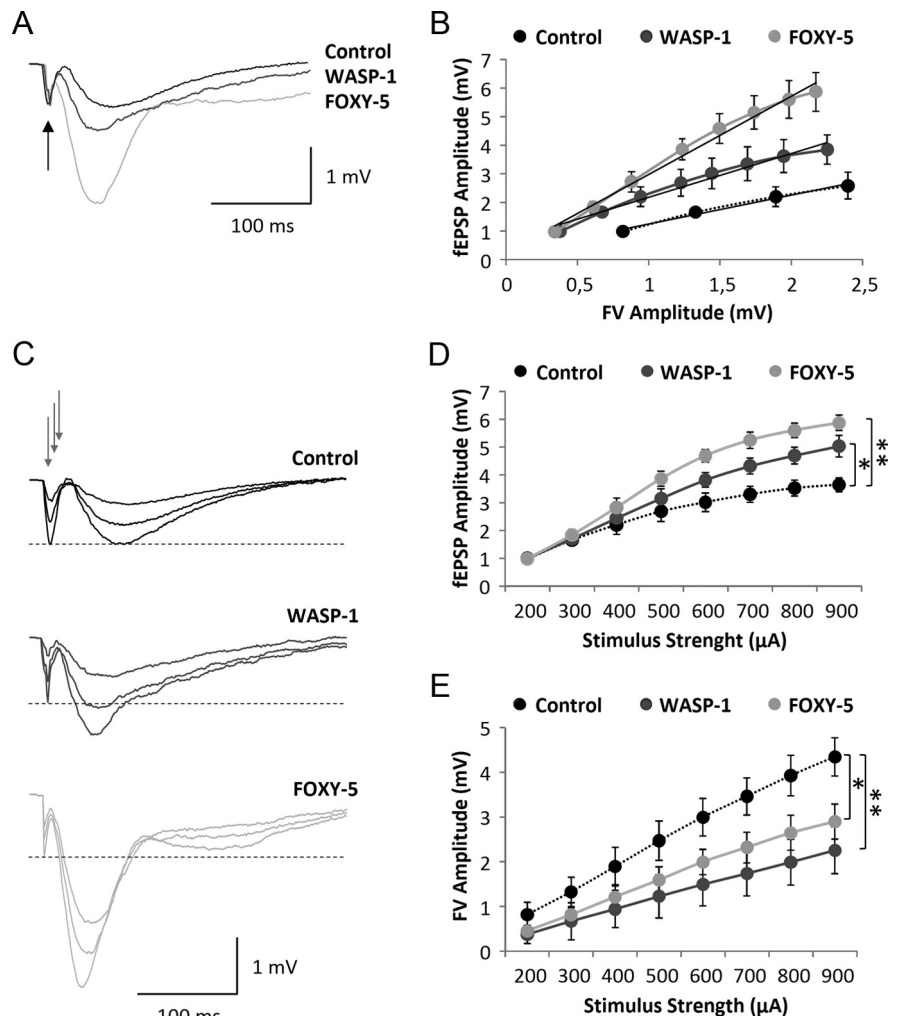 A
Control
WASP-1
FOXY-5
1 mV
100 ms
B
Control WASP-1 FOXY-5
fEPSP Amplitude (mV)
7
6
5
4
3
2
1
0
0 0,5 1 1,5 2 2,5
FV Amplitude (mV)
C
Control
WASP-1
FOXY-5
1 mV
100 ms
D
Control WASP-1 FOXY-5
fEPSP Amplitude (mV)
7
6
5
4
3
2
1
0
*
**
200 300 400 500 600 700 800 900
Stimulus Strenght (µA)
E
Control WASP-1 FOXY-5
FV Amplitude (mV)
5
4
3
2
1
0
*
**
200 300 400 500 600 700 800 900
Stimulus Strength (µA)